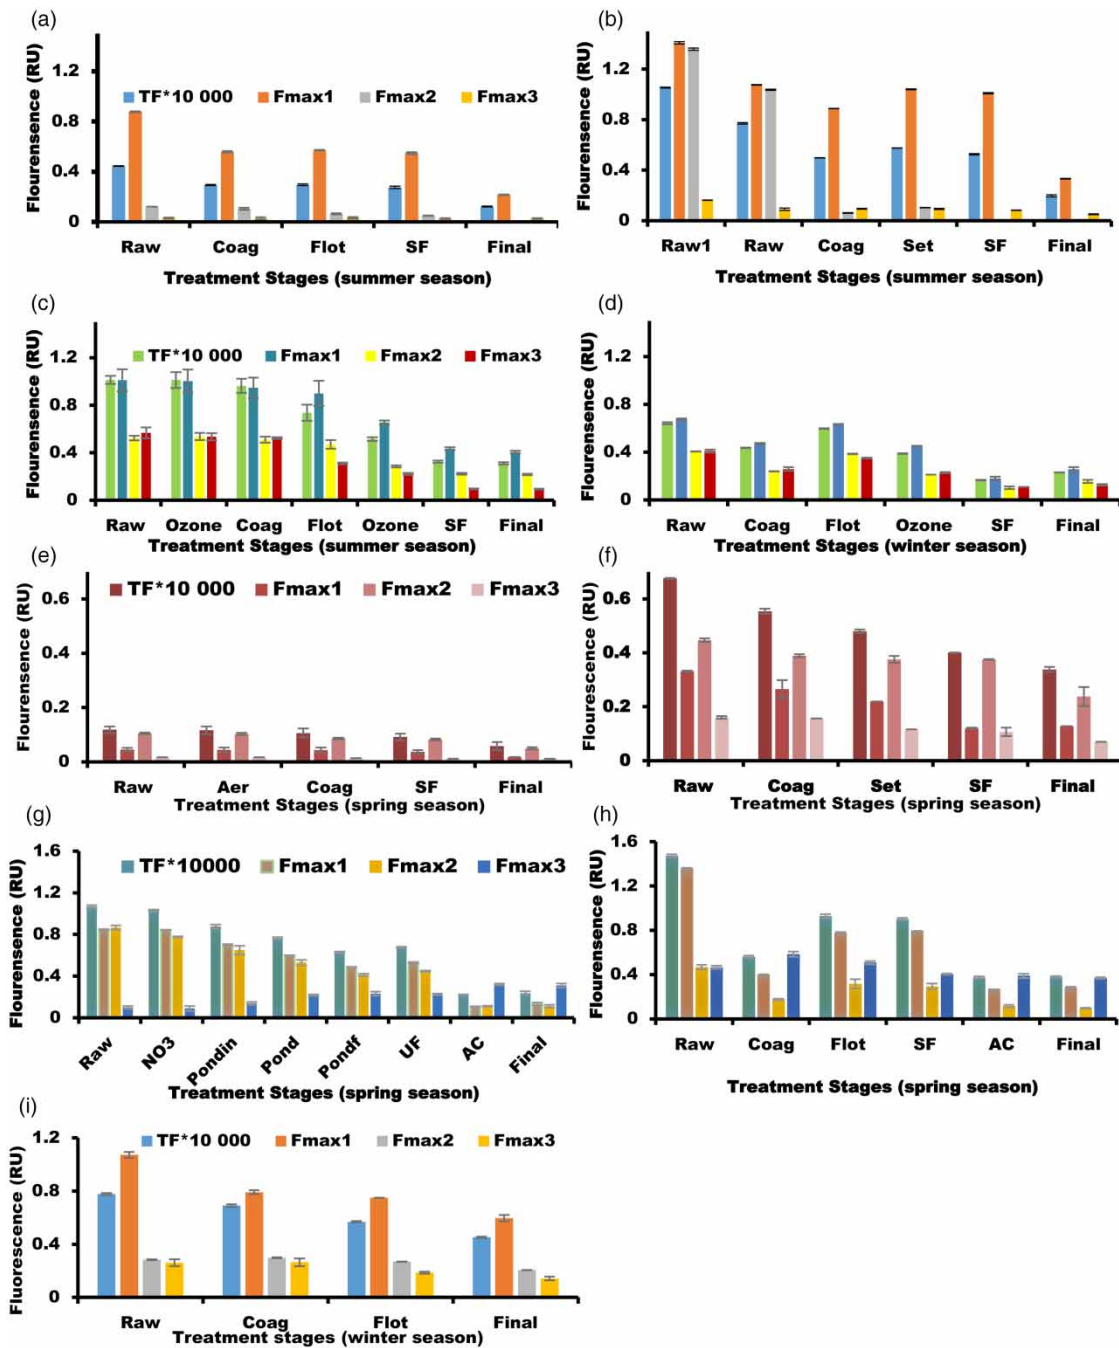 (a)
Flourensence (RU)
1.2
0.8
0.4
0
TF*10 000 Fmax1 Fmax2 Fmax3
Raw Coag Flot SF Final
Treatment Stages (summer season)
(b)
Flourensence (RU)
1.2
0.8
0.4
0
Raw1 Raw Coag Set SF Final
Treatment Stages (summer season)
(c)
Flourensence (RU)
1.2
0.8
0.4
0
TF*10 000 Fmax1 Fmax2 Fmax3
Raw Ozone Coag Flot Ozone SF Final
Treatment Stages (summer season)
(d)
Flourensence (RU)
1.2
0.8
0.4
0
Raw Coag Flot Ozone SF Final
Treatment Stages (winter season)
(e)
Flourensence (RU)
0.6
0.4
0.2
0
TF*10 000 Fmax1 Fmax2 Fmax3
Raw Aer Coag SF Final
Treatment Stages (spring season)
(f)
Flourescence (RU)
0.6
0.4
0.2
0
Raw Coag Set SF Final
Treatment Stages (spring season)
(g)
Flourensence (RU)
1.6
1.2
0.8
0.4
0
TF*10000 Fmax1 Fmax2 Fmax3
Raw NO3 Pondin Pond Pondf UF AC Final
Treatment Stages (spring season)
(h)
Flourensence (RU)
1.6
1.2
0.8
0.4
0
Raw Coag Flot SF AC Final
Treatment Stages (spring season)
(i)
Fluorescence (RU)
1.2
0.8
0.4
0
TF*10 000 Fmax1 Fmax2 Fmax3
Raw Coag Flot Final
Treatment stages (winter season)